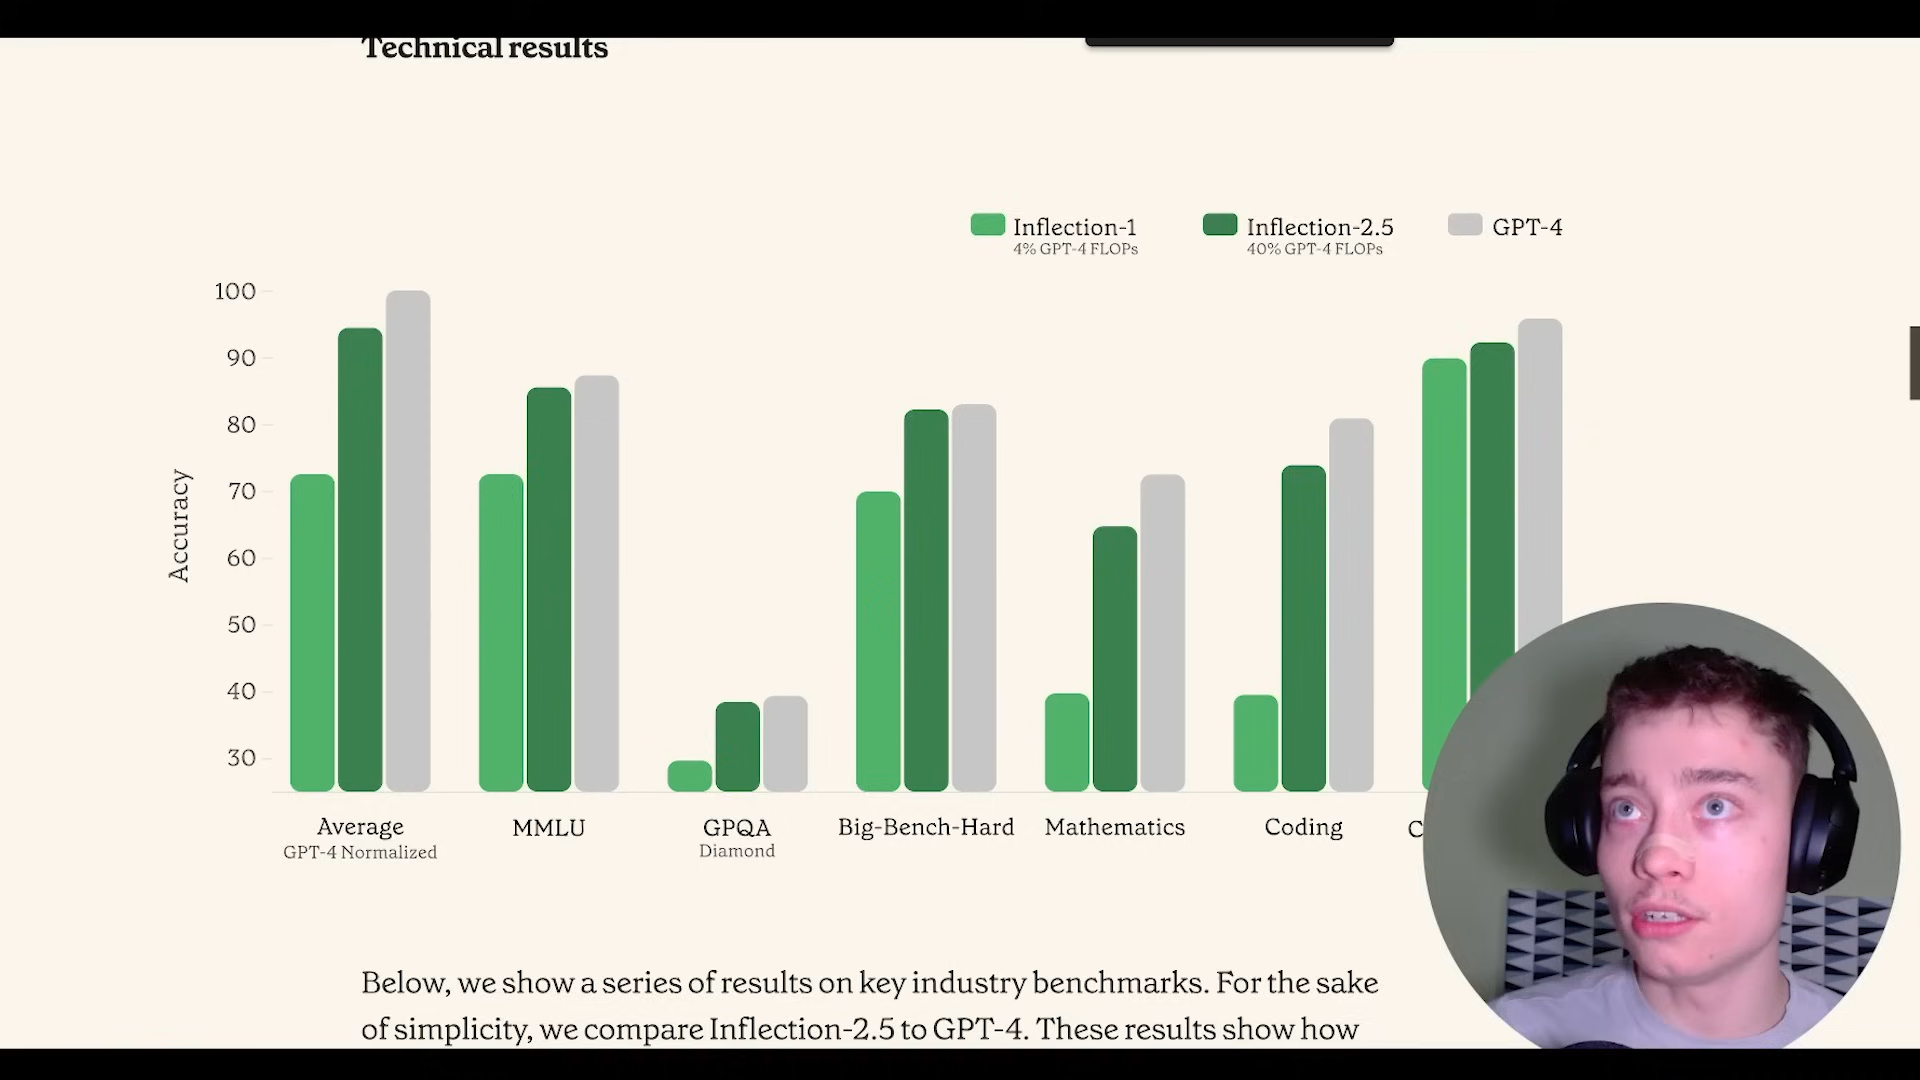 Technical results
Inflection-1
4% GPT-4 FLOPs
Inflection-2.5
40% GPT-4 FLOPs
GPT-4
100
90
80
70
60
50
40
30
Accuracy
Average
GPT-4 Normalized
MMLU
GPQA
Diamond
Big-Bench-Hard
Mathematics
Coding
C
Below, we show a series of results on key industry benchmarks. For the sake
of simplicity, we compare Inflection-2.5 to GPT-4. These results show how